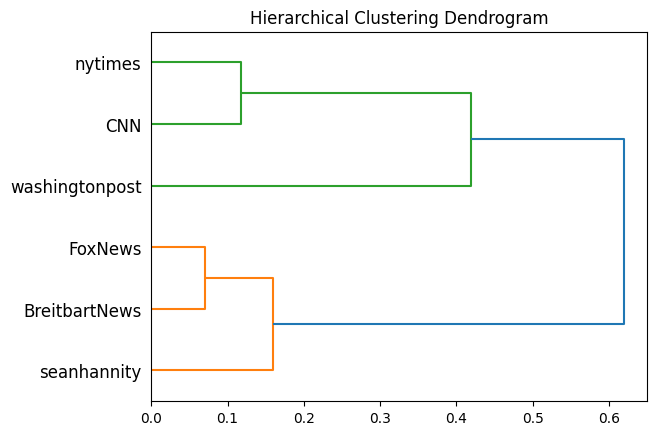 Hierarchical Clustering Dendrogram
nytimes
CNN
washingtonpost
FoxNews
BreitbartNews
seanhannity
0.0 0.1 0.2 0.3 0.4 0.5 0.6